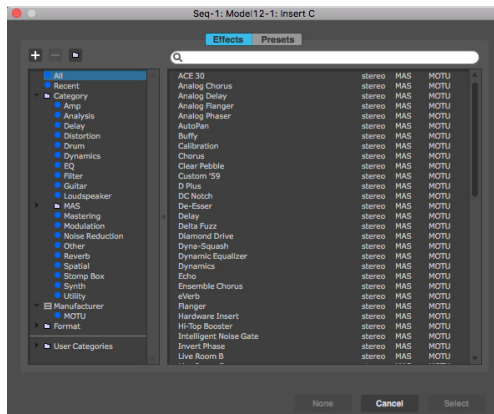 Seq-1: Model12-1: Insert C
Effects Presets
All
Recent
Category
Amp
Analysis
Delay
Distortion
Drum
Dynamics
EQ
Filter
Guitar
Loudspeaker
MAS
Mastering
Modulation
Noise Reduction
Other
Reverb
Spatial
Stomp Box
Synth
Utility
Manufacturer
MOTU
Format
User Categories
ACE 30 stereo MAS MOTU
Analog Chorus stereo MAS MOTU
Analog Delay stereo MAS MOTU
Analog Flanger stereo MAS MOTU
Analog Phaser stereo MAS MOTU
AutoPan stereo MAS MOTU
Buffy stereo MAS MOTU
Calibration stereo MAS MOTU
Chorus stereo MAS MOTU
Clear Pebble stereo MAS MOTU
Custom '59 stereo MAS MOTU
D Plus stereo MAS MOTU
DC Notch stereo MAS MOTU
De-Esser stereo MAS MOTU
Delay stereo MAS MOTU
Delta Fuzz stereo MAS MOTU
Diamond Drive stereo MAS MOTU
Dyna-Squash stereo MAS MOTU
Dynamic Equalizer stereo MAS MOTU
Dynamics stereo MAS MOTU
Echo stereo MAS MOTU
Ensemble Chorus stereo MAS MOTU
eVerb stereo MAS MOTU
Flanger stereo MAS MOTU
Hardware Insert stereo MAS MOTU
Hi-Top Booster stereo MAS MOTU
Intelligent Noise Gate stereo MAS MOTU
Invert Phase stereo MAS MOTU
Live Room B stereo MAS MOTU
None Cancel Select